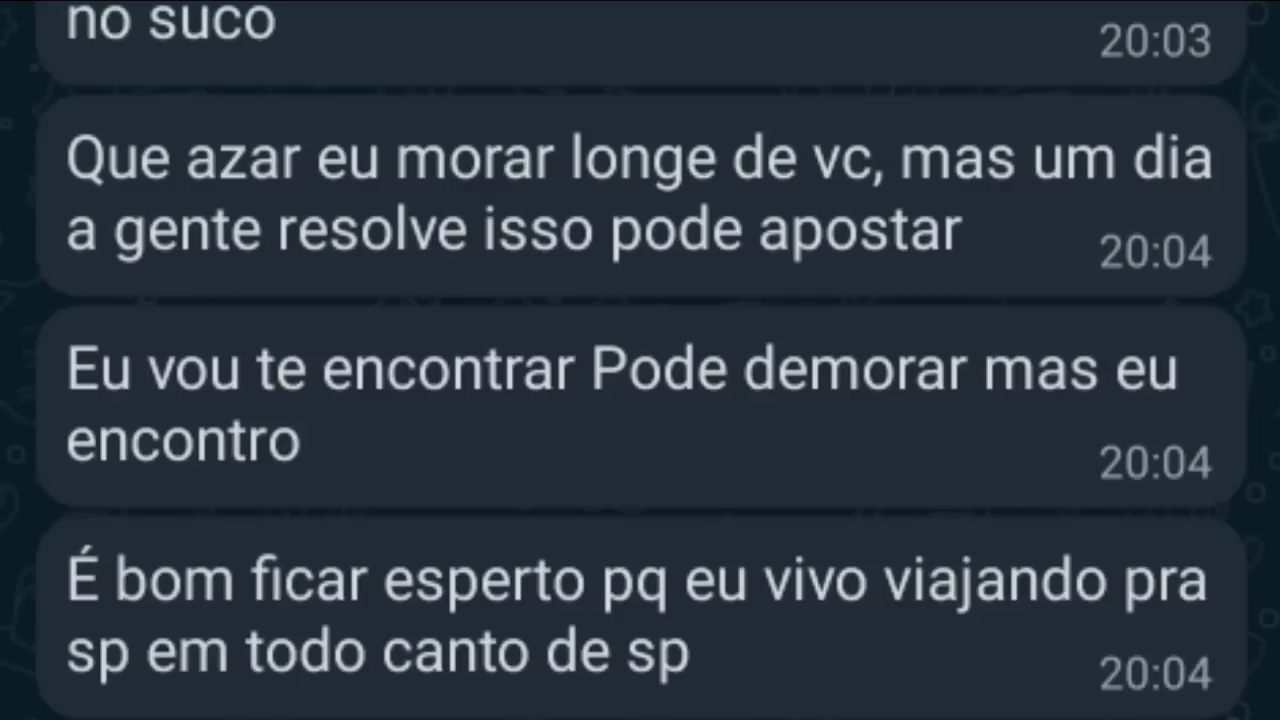 no suco
20:03
Que azar eu morar longe de vc, mas um dia
a gente resolve isso pode apostar
20:04
Eu vou te encontrar Pode demorar mas eu
encontro
20:04
É bom ficar esperto pq eu vivo viajando pra
sp em todo canto de sp
20:04